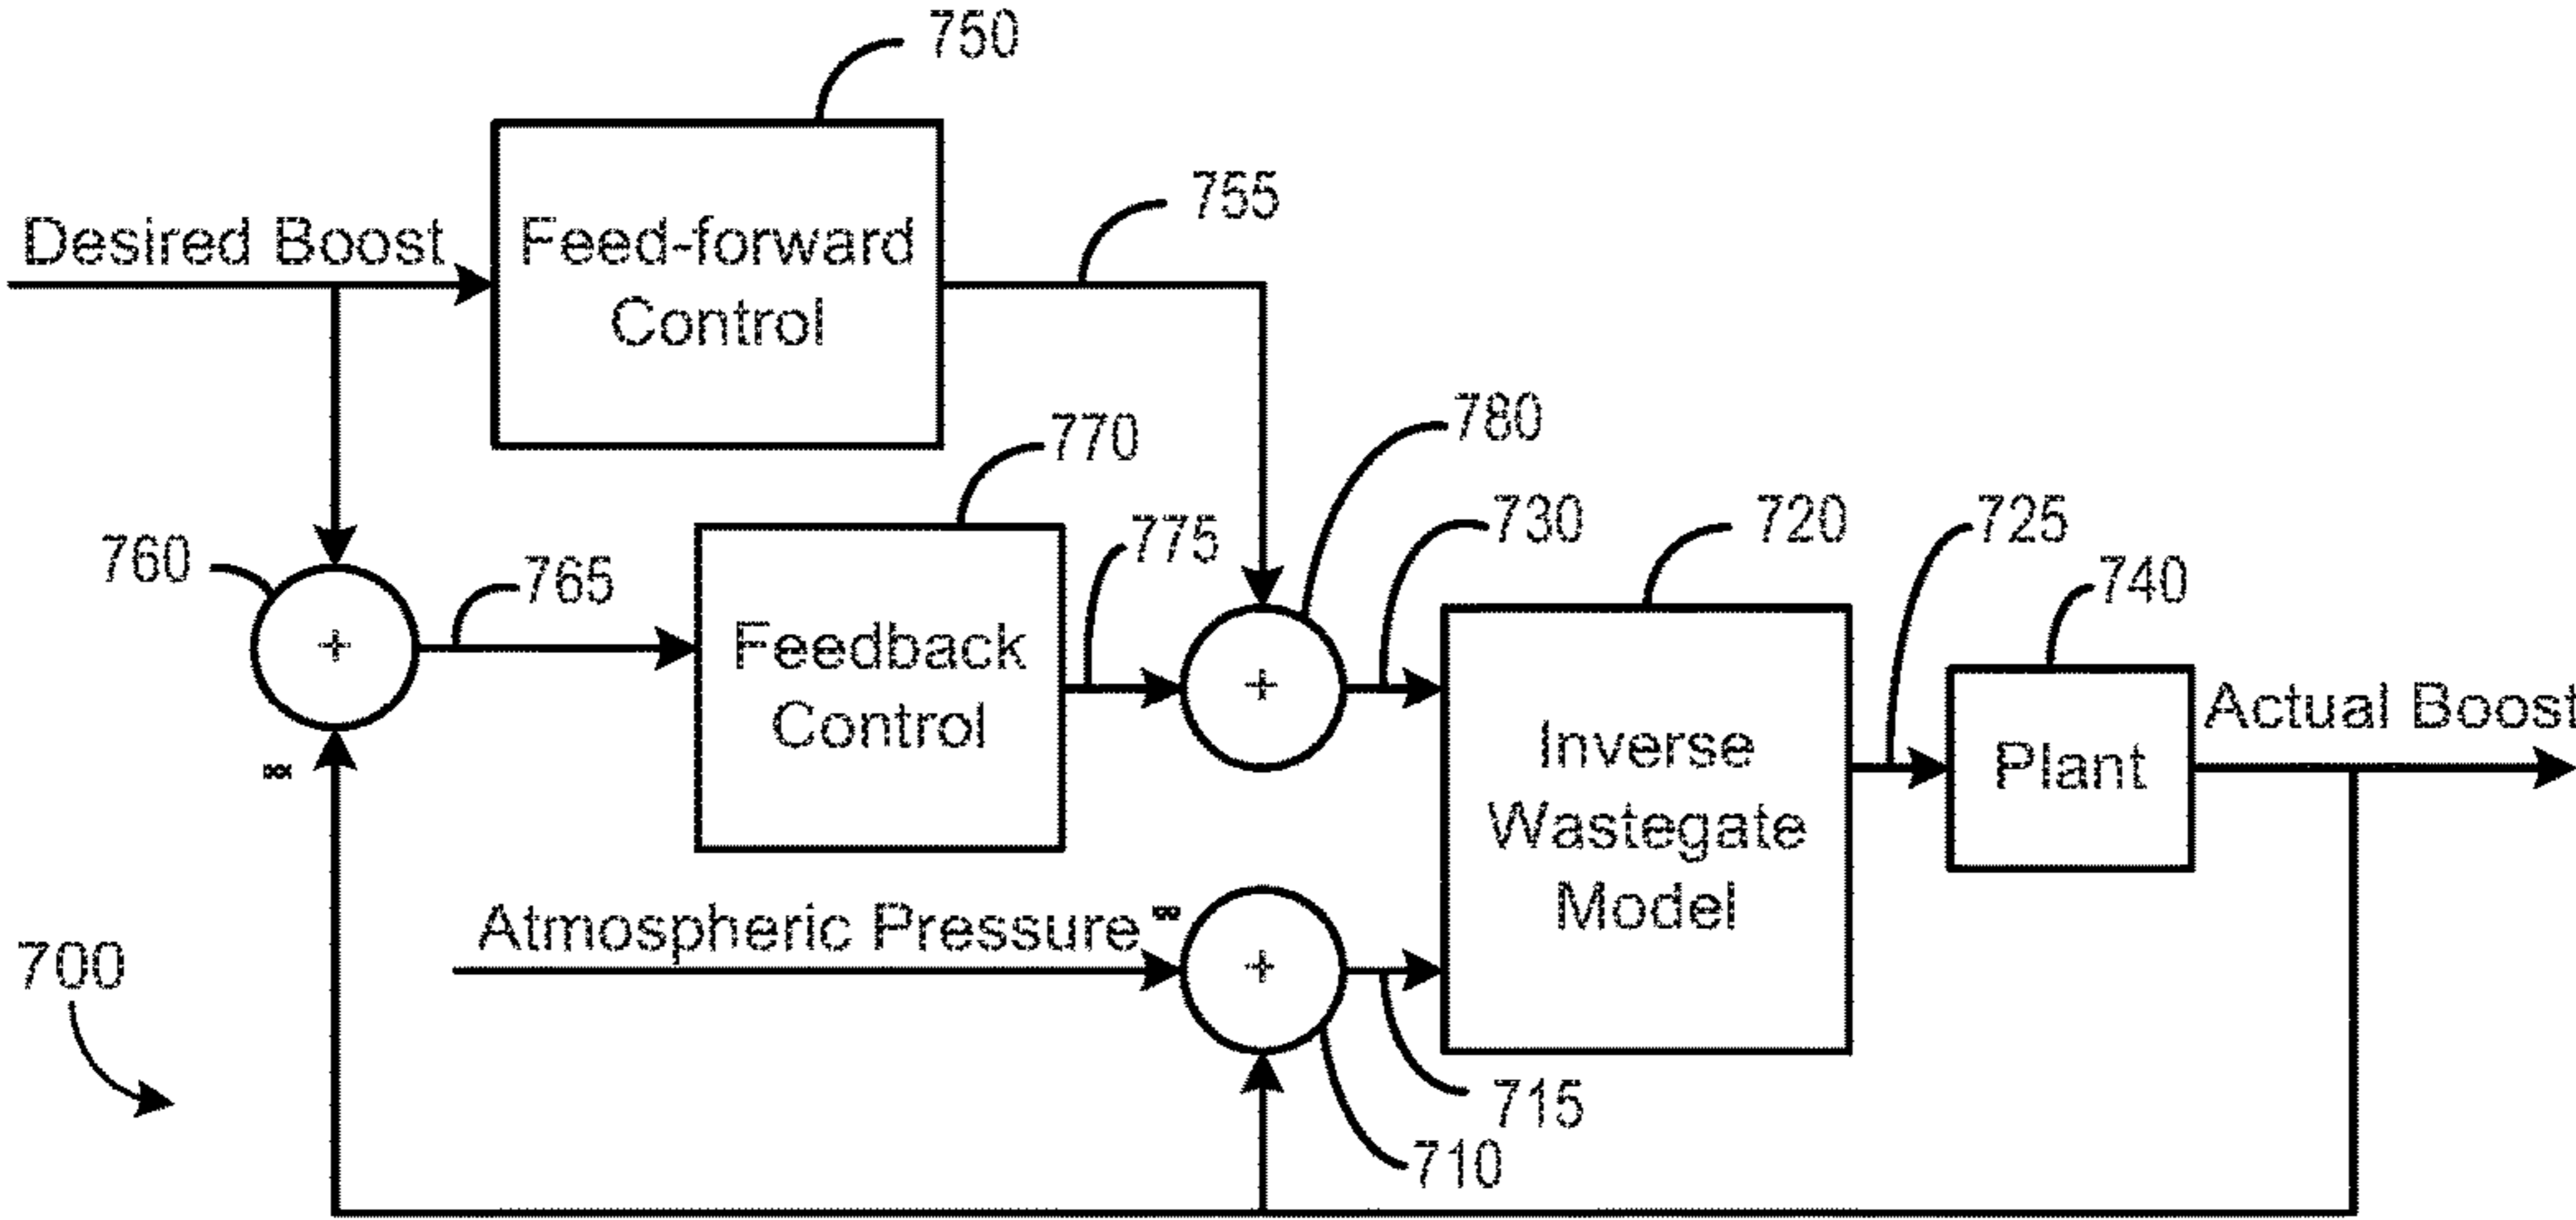 750
755
Desired Boost
Feed-forward
Control
780
770
730
720
725
775
740
760
765
+
Feedback
Control
+
Inverse
Wastegate
Model
Plant
Actual Boost
-
Atmospheric Pressure -
+
700
715
710